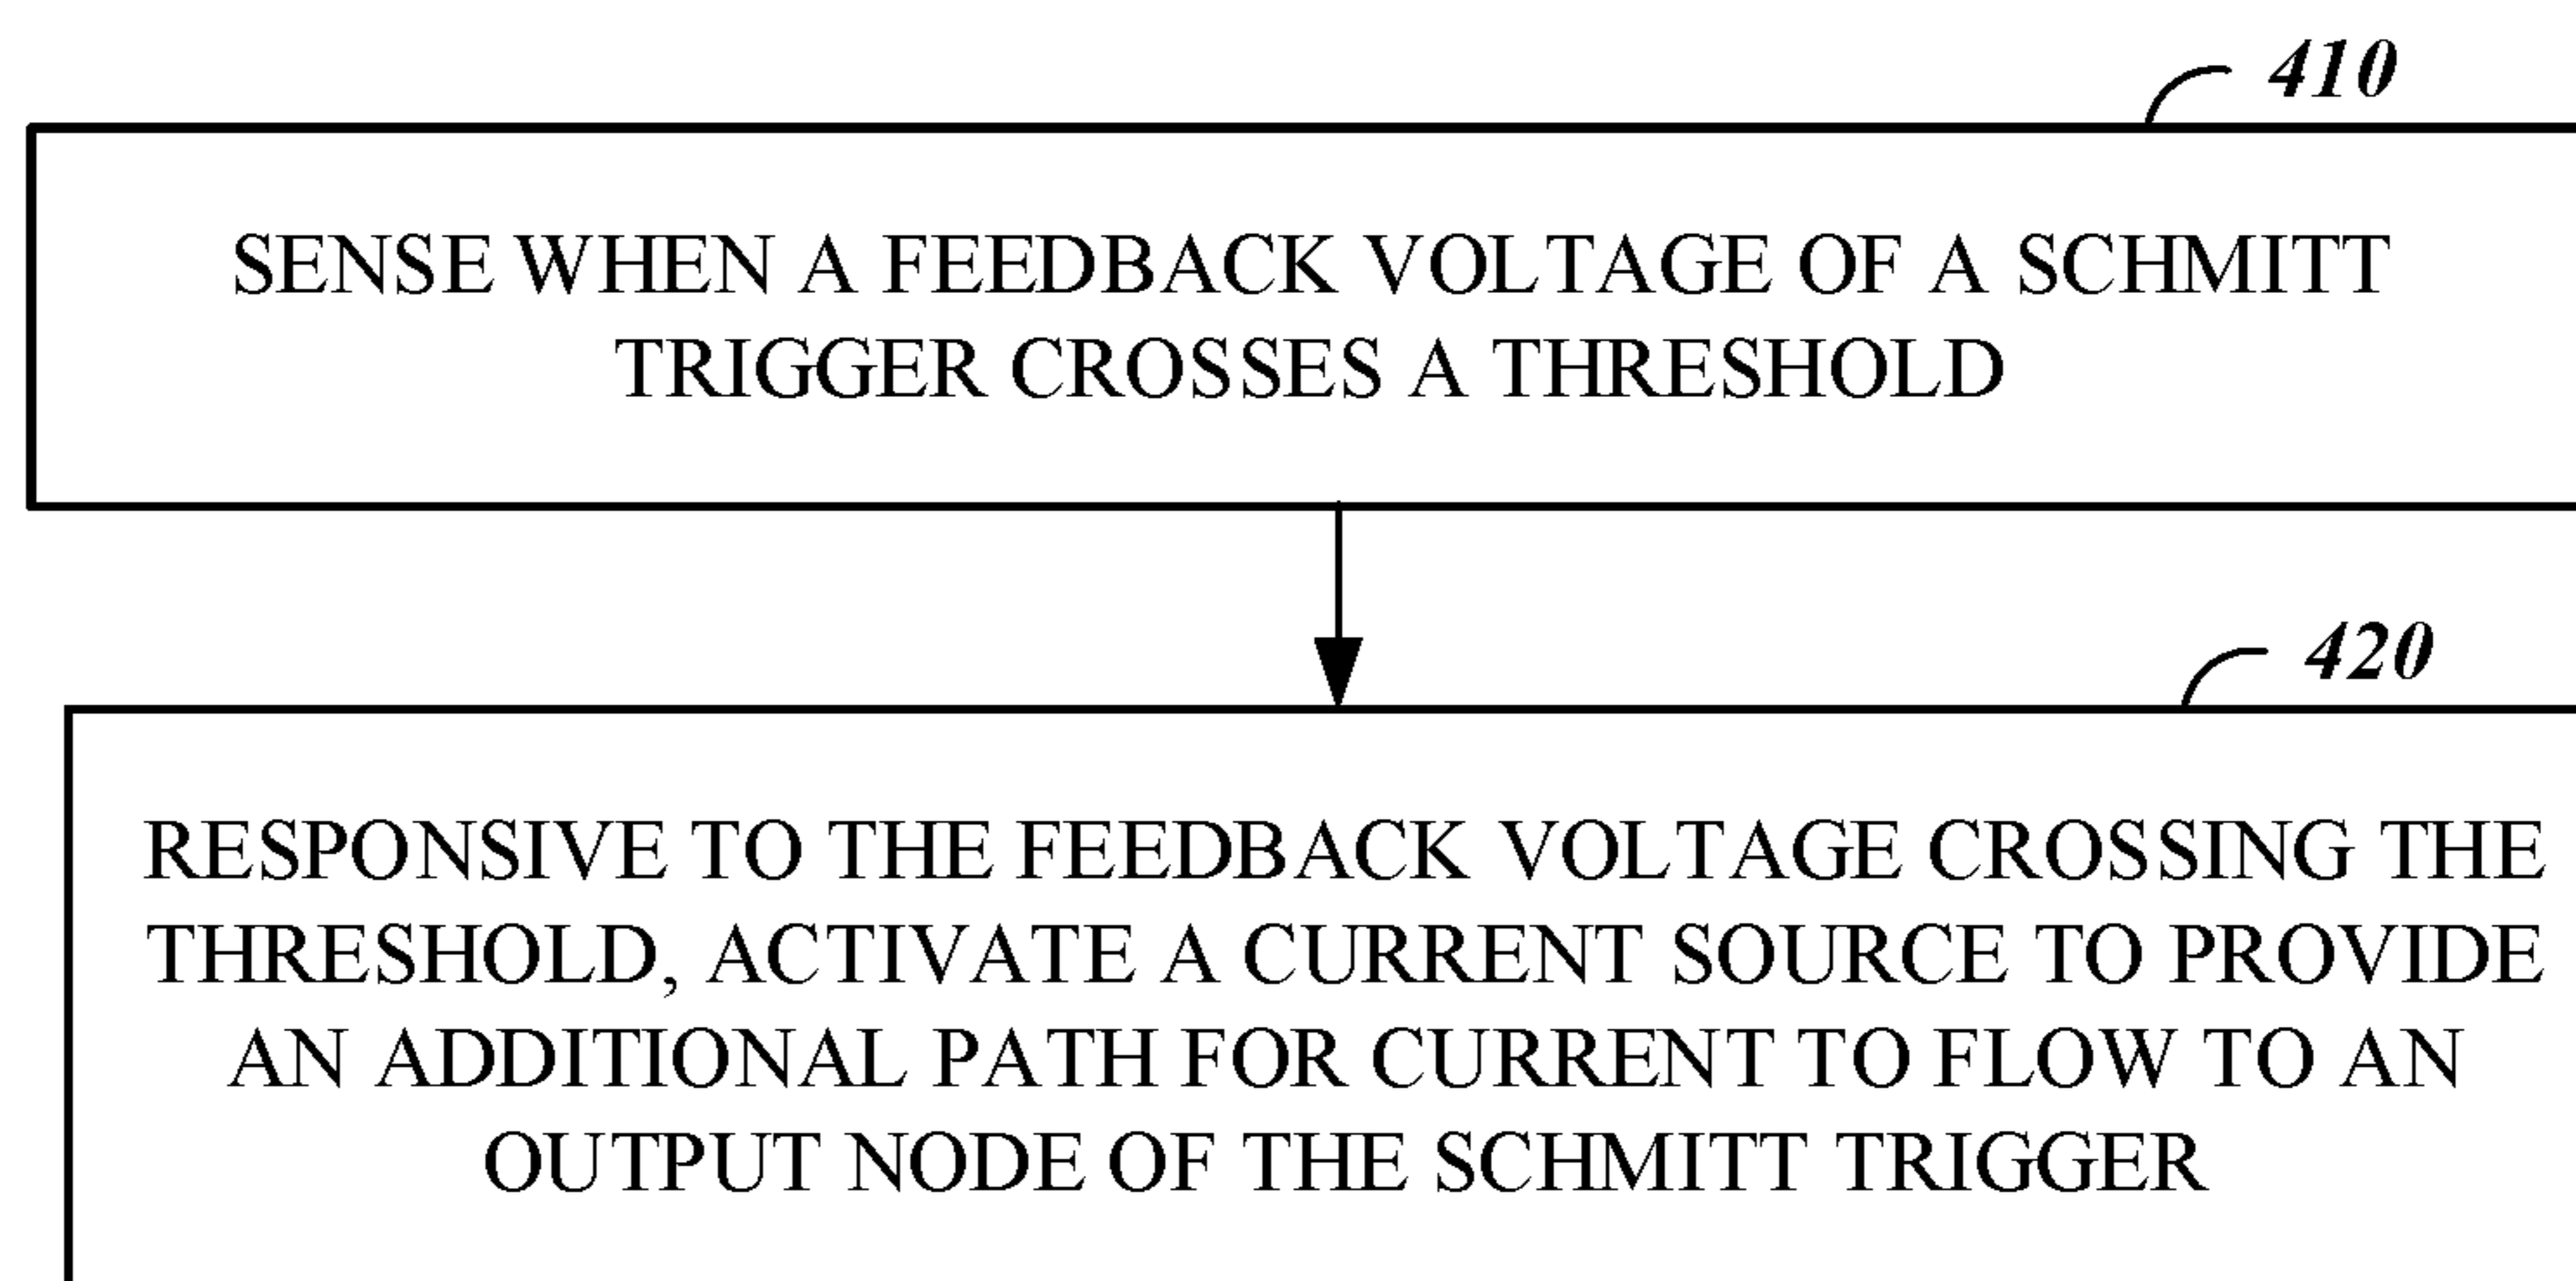 410
SENSE WHEN A FEEDBACK VOLTAGE OF A SCHMITT
TRIGGER CROSSES A THRESHOLD
420
RESPONSIVE TO THE FEEDBACK VOLTAGE CROSSING THE
THRESHOLD, ACTIVATE A CURRENT SOURCE TO PROVIDE
AN ADDITIONAL PATH FOR CURRENT TO FLOW TO AN
OUTPUT NODE OF THE SCHMITT TRIGGER